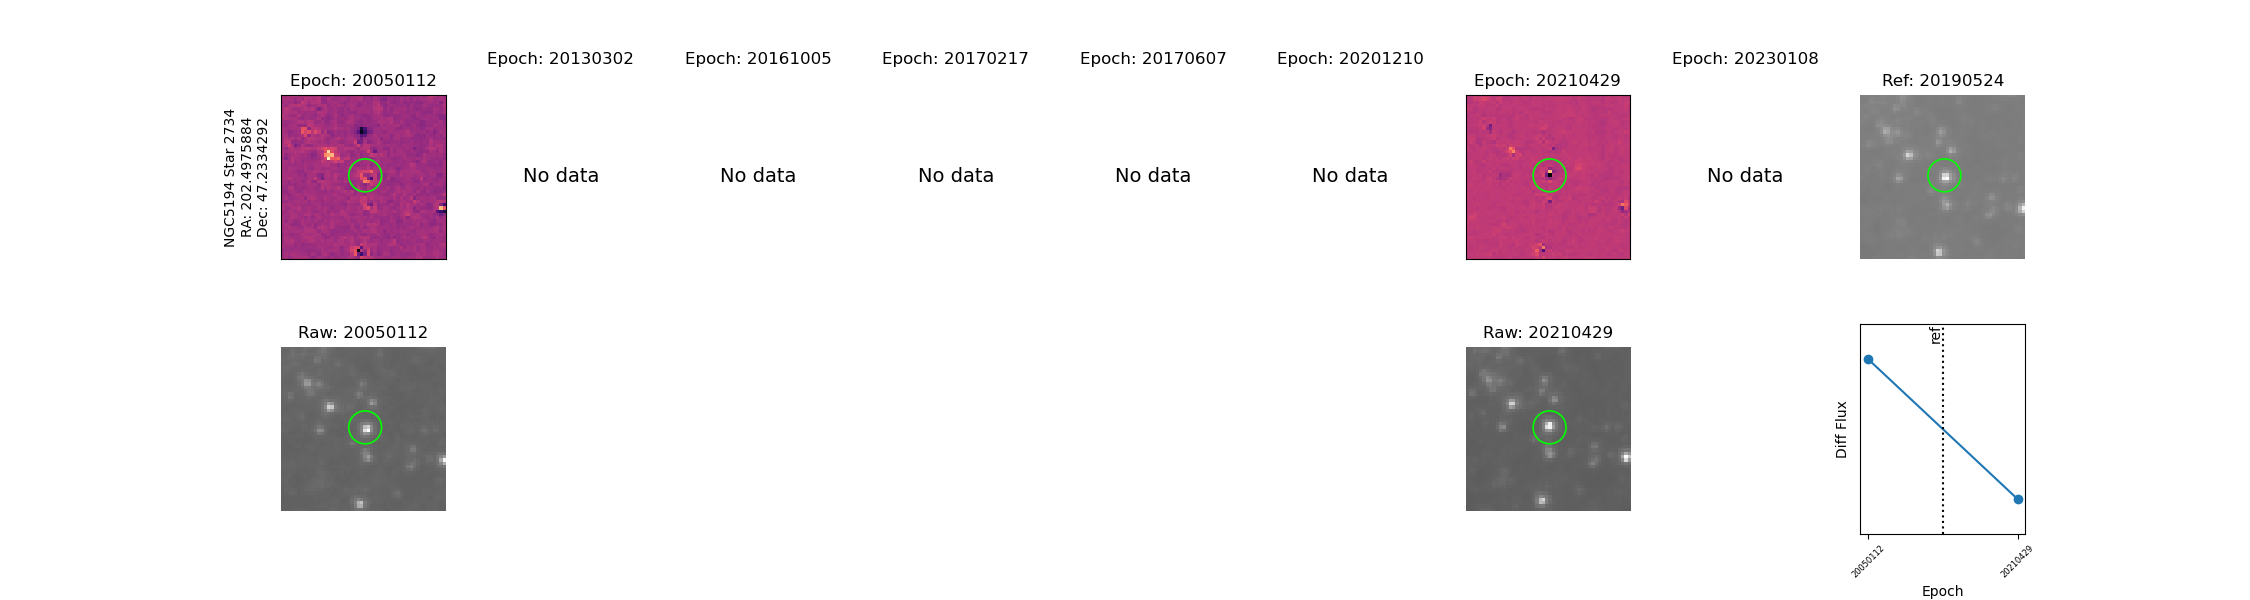 NGC5194 Star 2734
RA: 202.4975884
Dec: 47.2334292
Epoch: 20050112
Epoch: 20130302
No data
Epoch: 20161005
No data
Epoch: 20170217
No data
Epoch: 20170607
No data
Epoch: 20201210
No data
Epoch: 20210429
Epoch: 20230108
No data
Ref: 20190524
Raw: 20050112
Raw: 20210429
Diff Flux
ref
20050112
20210429
Epoch